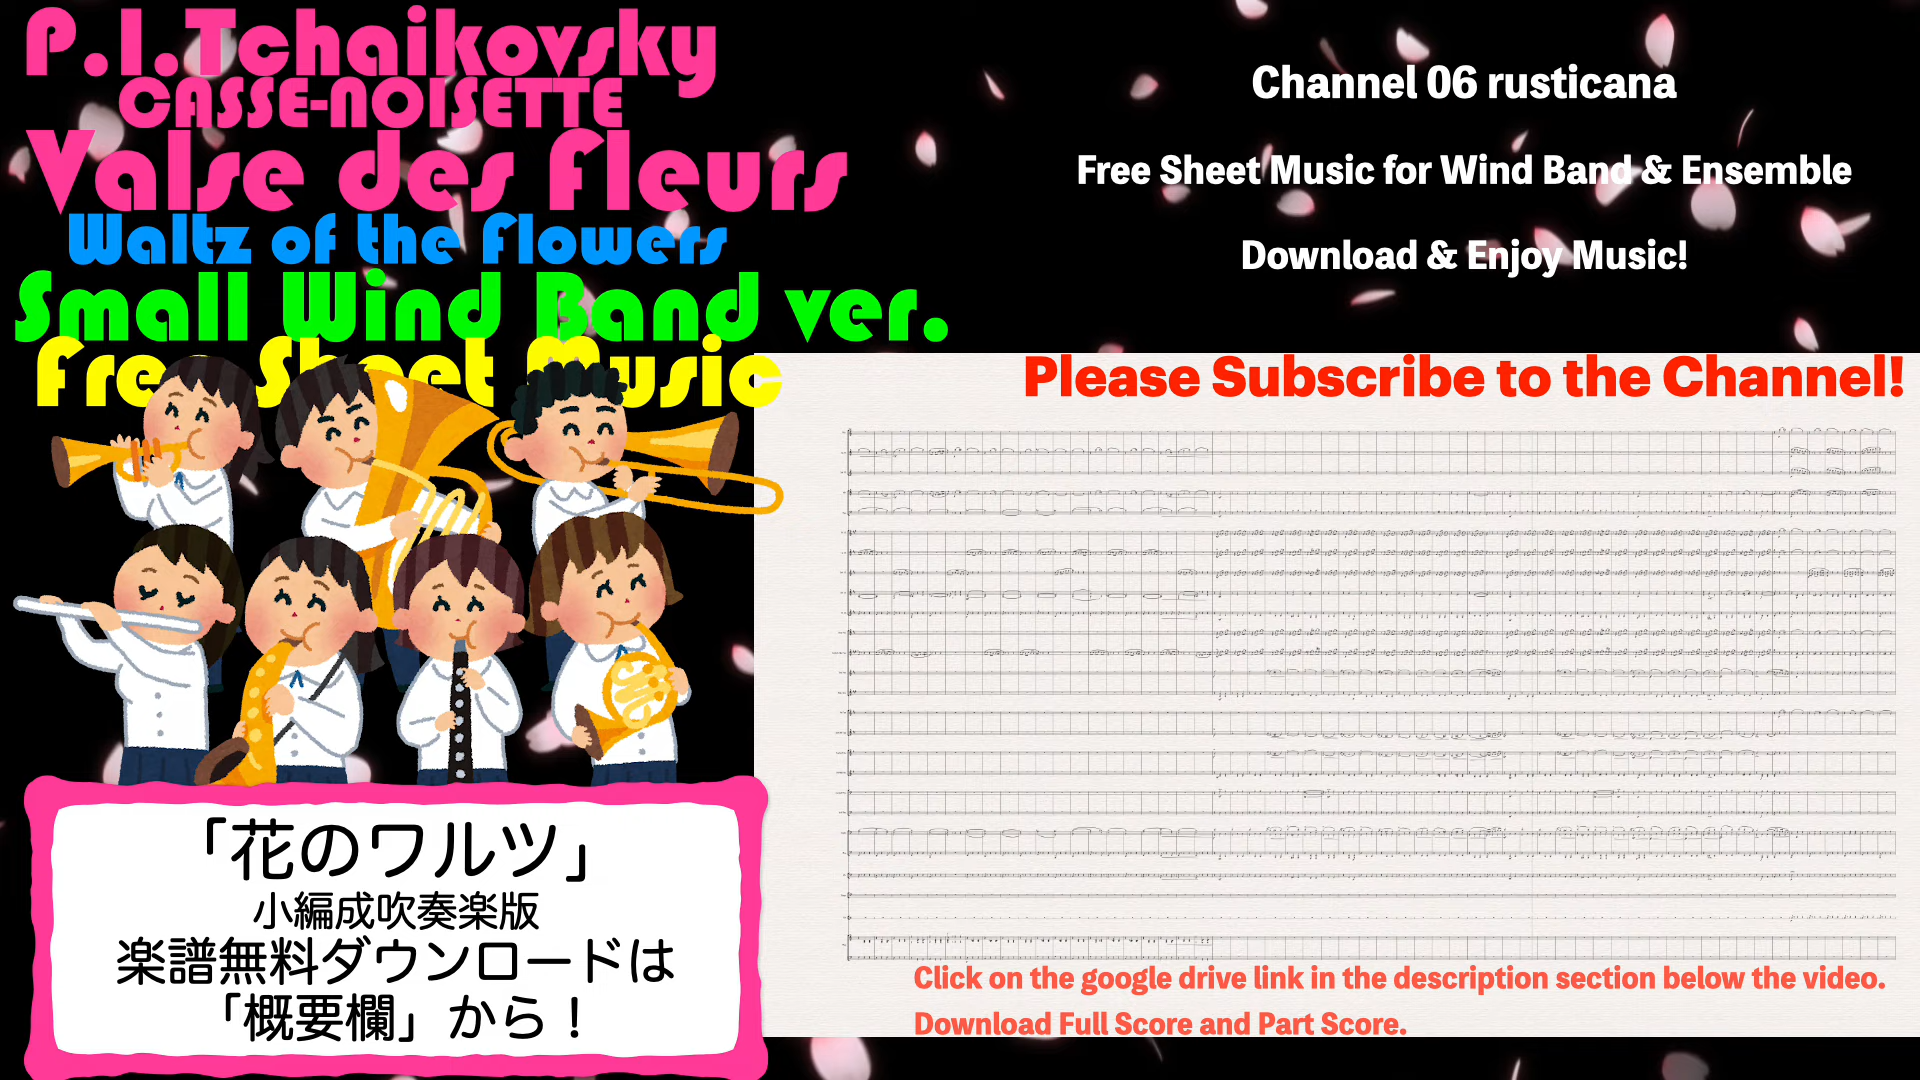 P.I.Tchaikovsky
CASSE-NOISETTE
Valse des Fleurs
Waltz of the Flowers
Small Wind Band ver.
Free Sheet Music
Channel 06 rusticana
Free Sheet Music for Wind Band & Ensemble
Download & Enjoy Music!
Please Subscribe to the Channel!
Click on the google drive link in the description section below the video.
Download Full Score and Part Score.
「花のワルツ」
小編成吹奏楽版
楽譜無料ダウンロードは
「概要欄」から！